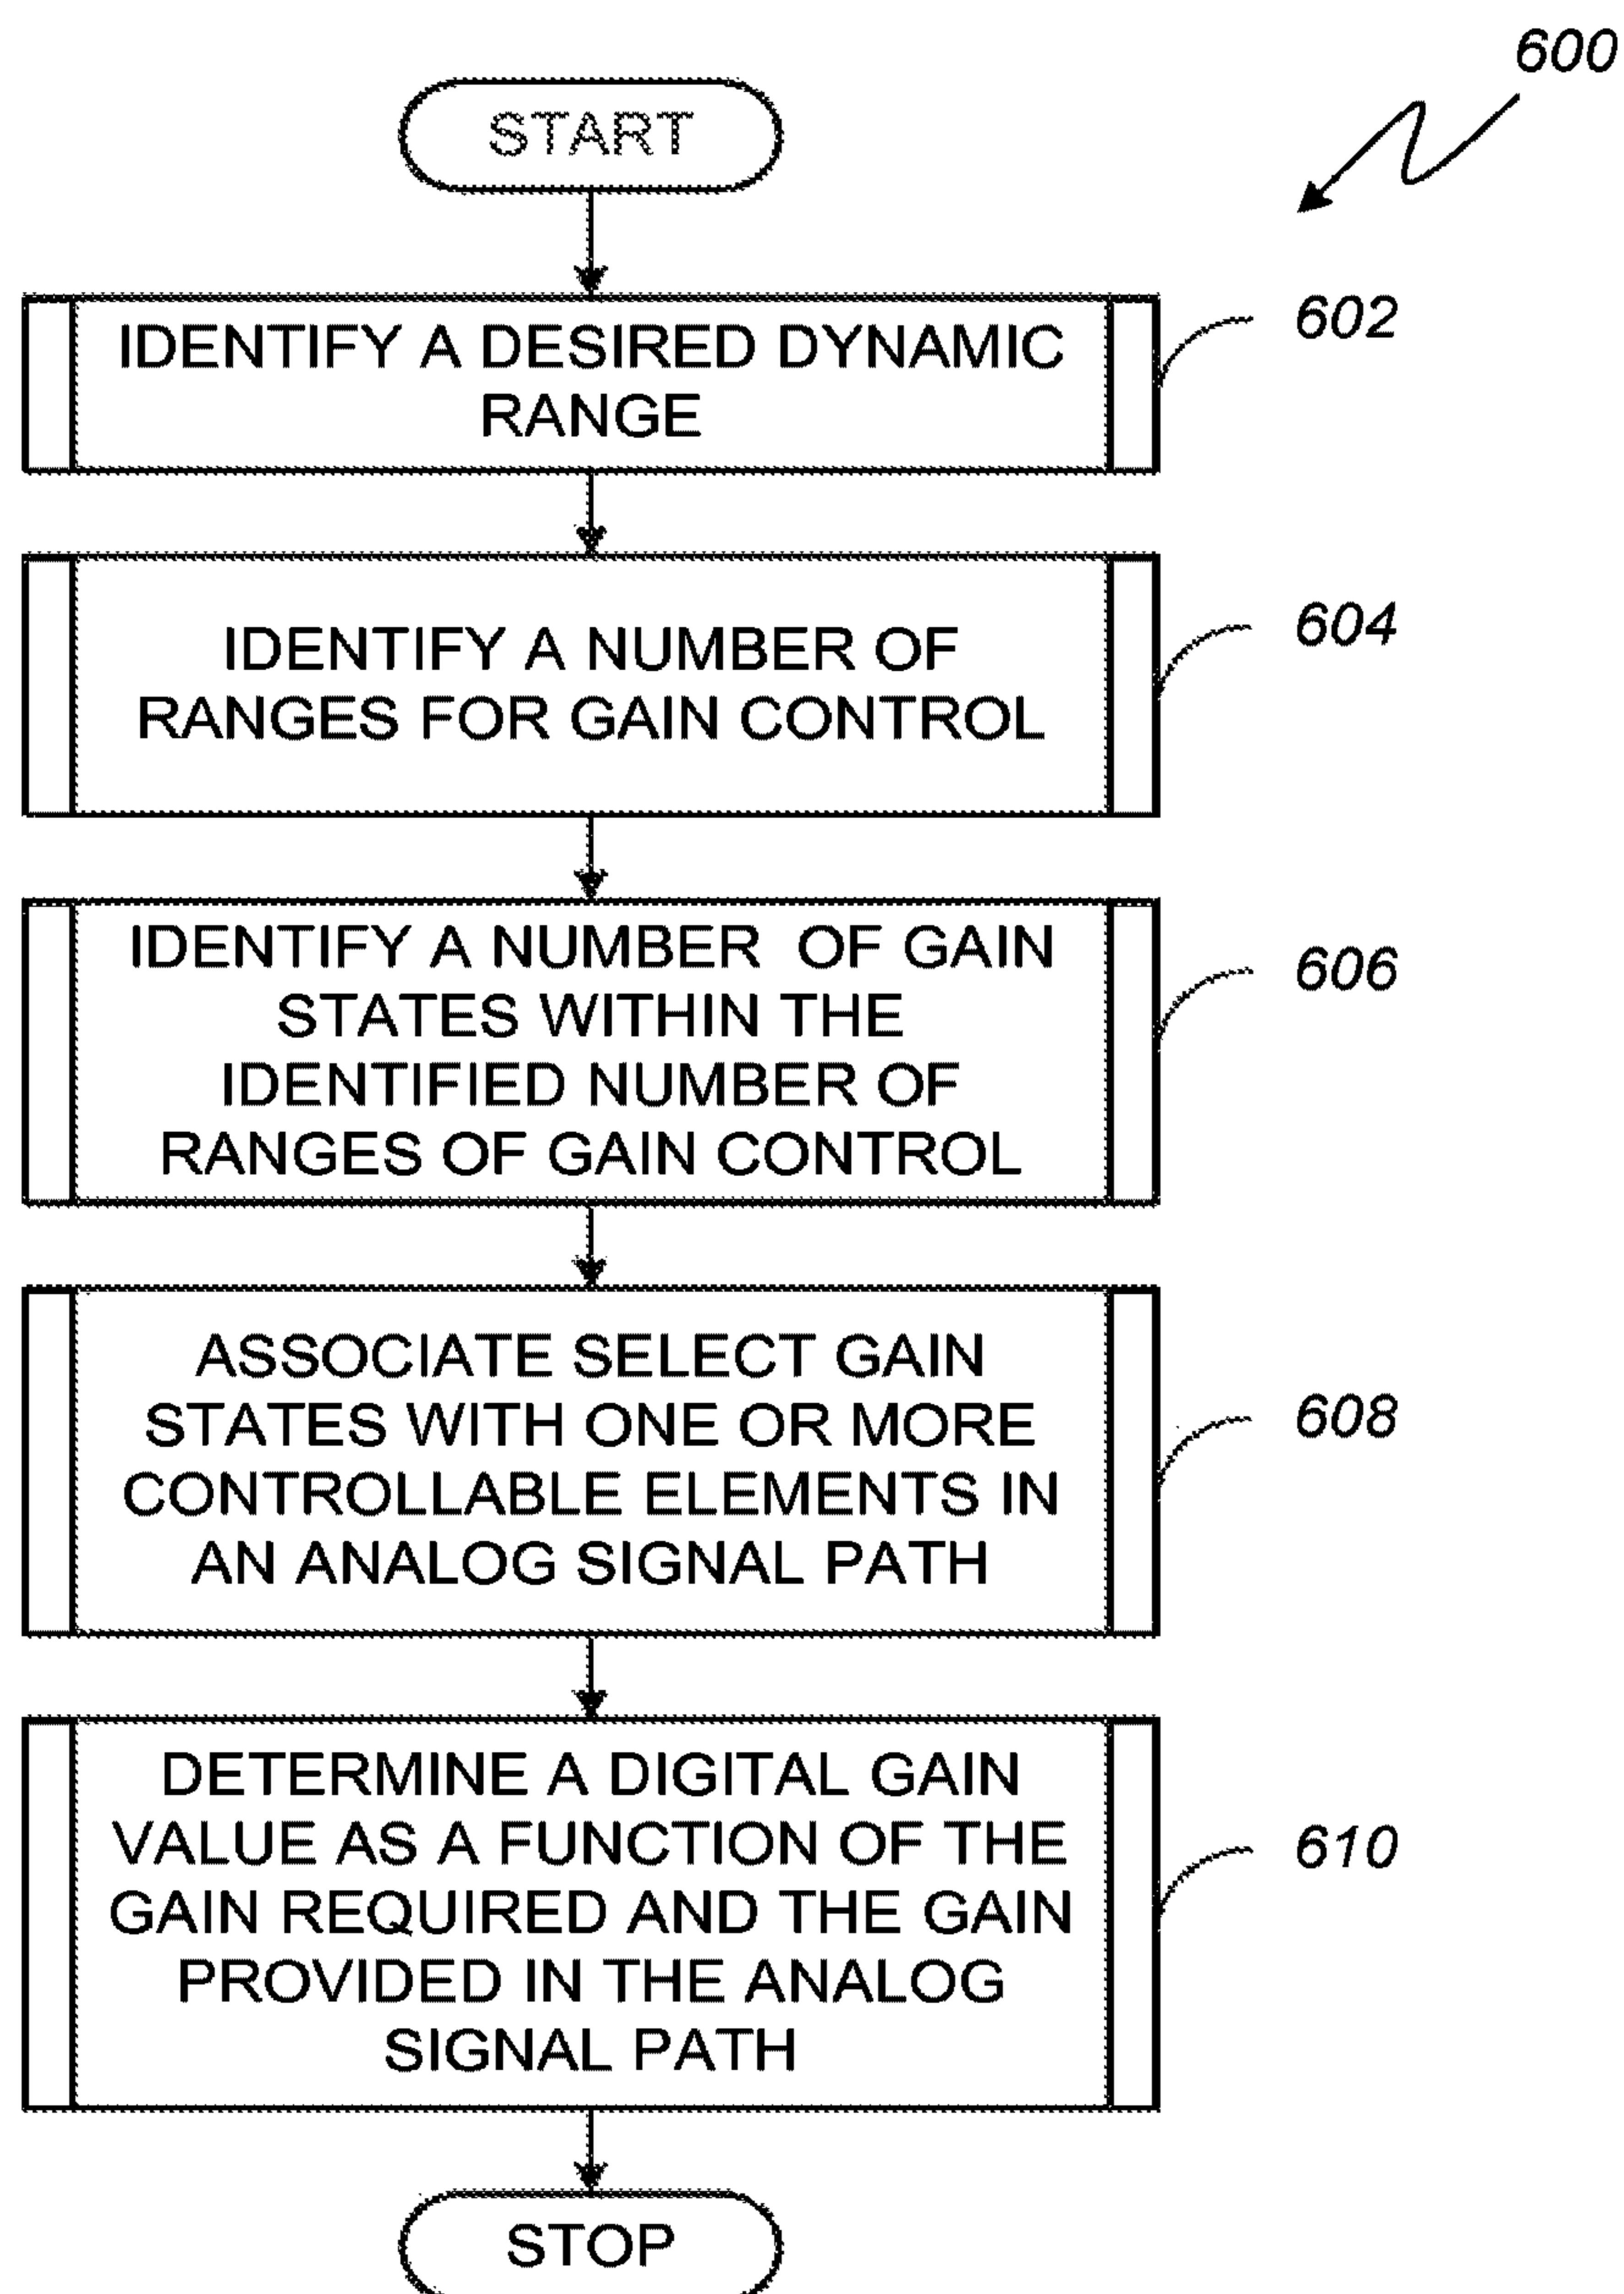 600
START
IDENTIFY A DESIRED DYNAMIC
RANGE
602
IDENTIFY A NUMBER OF
RANGES FOR GAIN CONTROL
604
IDENTIFY A NUMBER OF GAIN
STATES WITHIN THE
IDENTIFIED NUMBER OF
RANGES OF GAIN CONTROL
606
ASSOCIATE SELECT GAIN
STATES WITH ONE OR MORE
CONTROLLABLE ELEMENTS IN
AN ANALOG SIGNAL PATH
608
DETERMINE A DIGITAL GAIN
VALUE AS A FUNCTION OF THE
GAIN REQUIRED AND THE GAIN
PROVIDED IN THE ANALOG
SIGNAL PATH
610
STOP